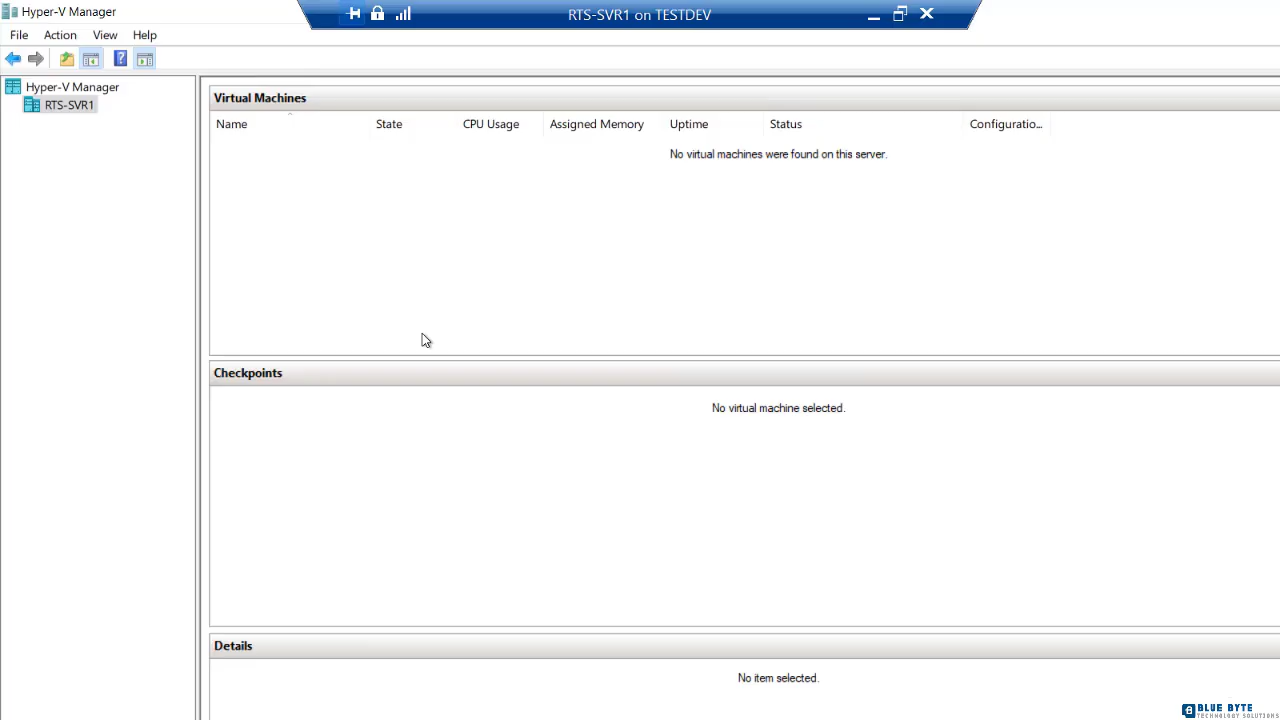 Hyper-V Manager
RTS-SVR1 on TESTDEV
File Action View Help
Hyper-V Manager
RTS-SVR1
Virtual Machines
Name State CPU Usage Assigned Memory Uptime Status Configuratio...
No virtual machines were found on this server.
Checkpoints
No virtual machine selected.
Details
No item selected.
BLUE BYTE
TECHNOLOGY SOLUTIONS